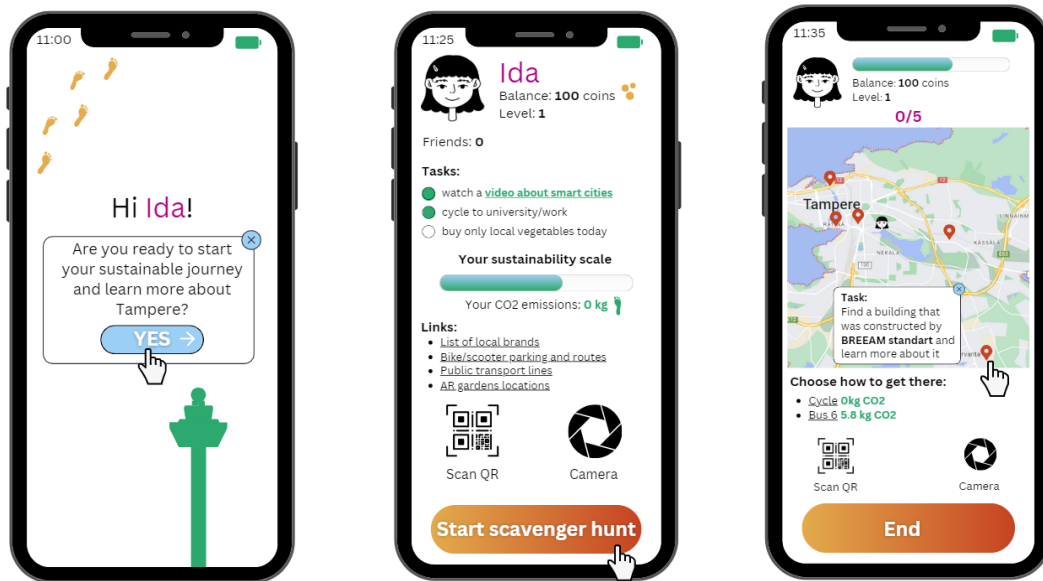 11:00
Hi Ida!
Are you ready to start
your sustainable journey
and learn more about
Tampere?
YES
11:25
Ida
Balance: 100 coins
Level: 1
Friends: 0
Tasks:
watch a video about smart cities
cycle to university/work
buy only local vegetables today
Your sustainability scale
Your CO2 emissions: 0 kg
Links:
List of local brands
Bike/scooter parking and routes
Public transport lines
AR gardens locations
Scan QR
Camera
Start scavenger hunt
11:35
Balance: 100 coins
Level: 1
0/5
12
12
Tampere
LINNAINM
KASSÄLÄ
NEKALA
Task:
Find a building that
was constructed by
BREEAM standart and
learn more about it
Choose how to get there:
Cycle 0kg CO2
Bus 6 5.8 kg CO2
Scan QR
Camera
End